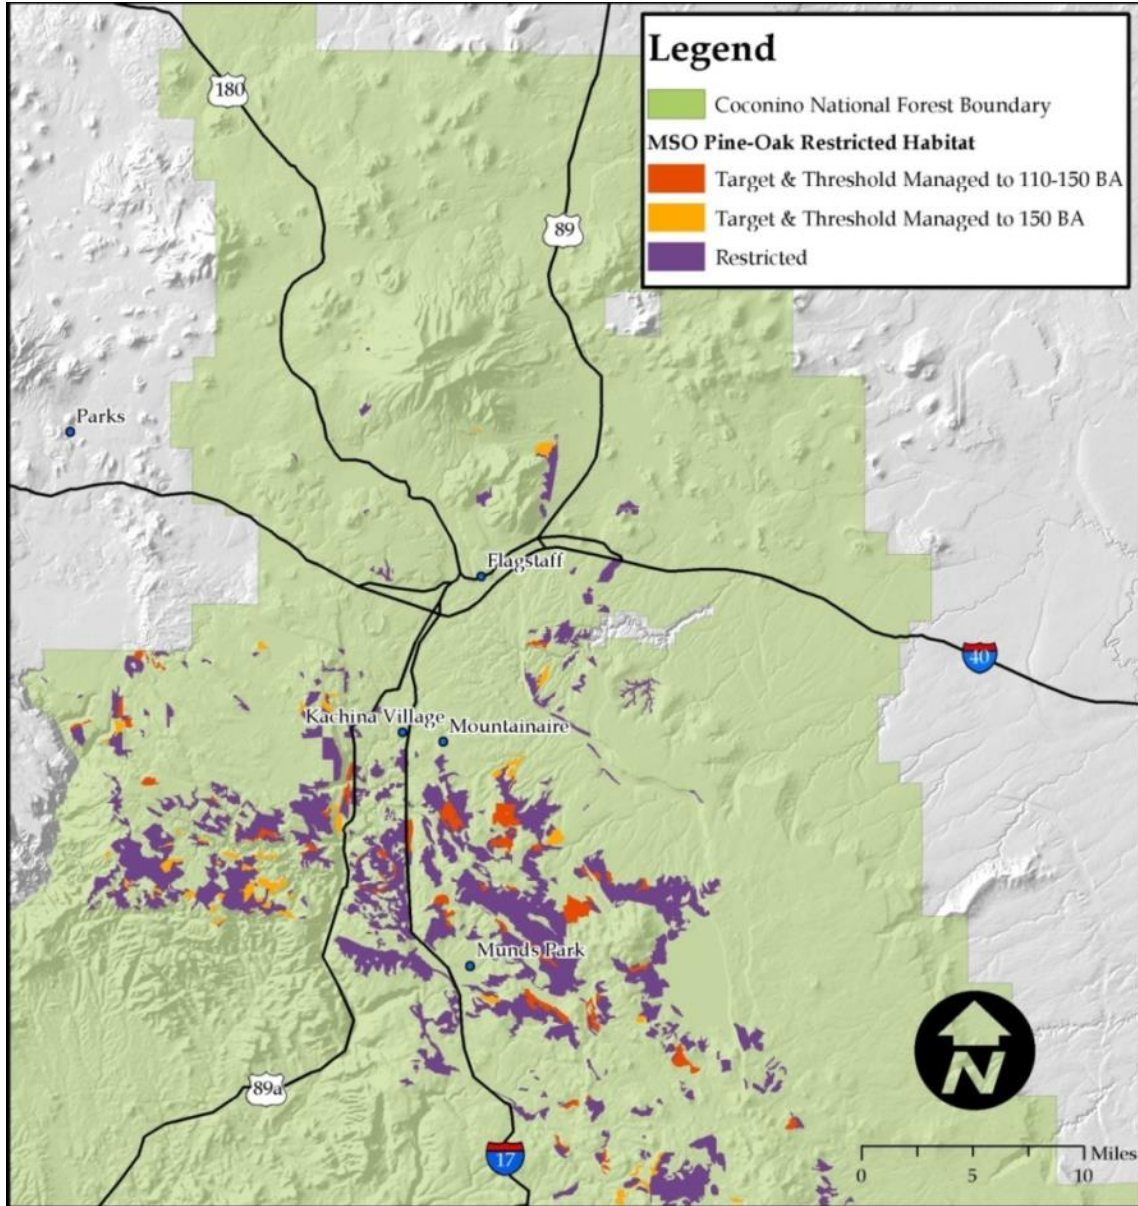 Legend
Coconino National Forest Boundary
MSO Pine-Oak Restricted Habitat
Target & Threshold Managed to 110-150 BA
Target & Threshold Managed to 150 BA
Restricted
180
89
Parks
Flagstaff
40
Kachina Village
Mountainaire
Munds Park
89a
17
N
Miles
0 5 10